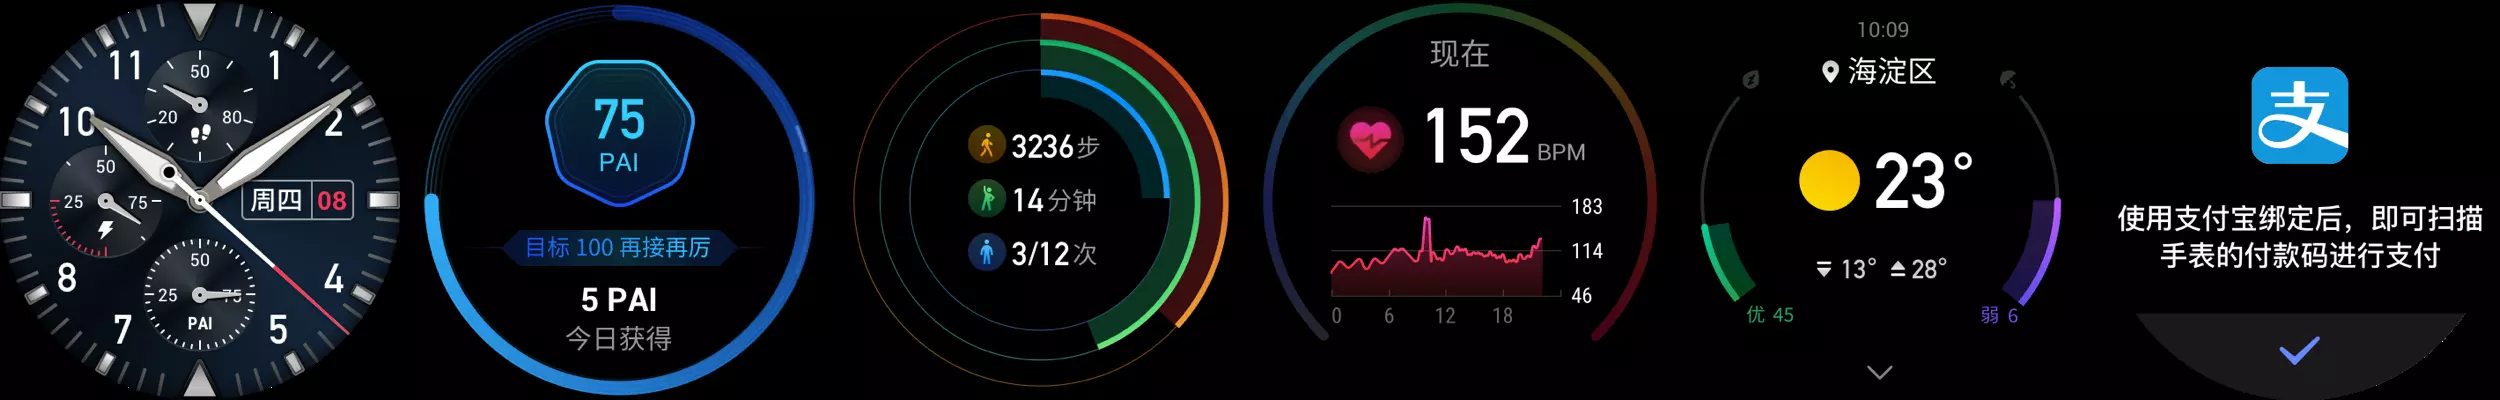 11
1
50
10
20
80
2
50
25
75
周四 08
50
8
25
75
4
PAI
7
5
75
PAI
目标 100 再接再厉
5 PAI
今日获得
3236步
14分钟
3/12次
现在
152 BPM
183
114
46
0 6 12 18
10:09
海淀区
23°
13° 28°
优 45
弱 6
支
使用支付宝绑定后，即可扫描
手表的付款码进行支付